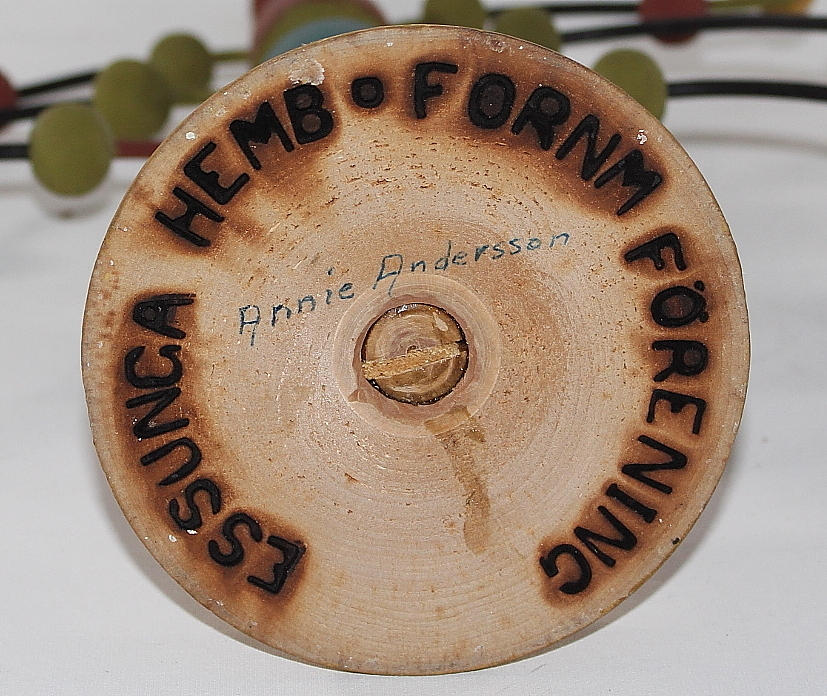 ESSUNGA HEMB O FORNM FÖRENING
Annie Andersson